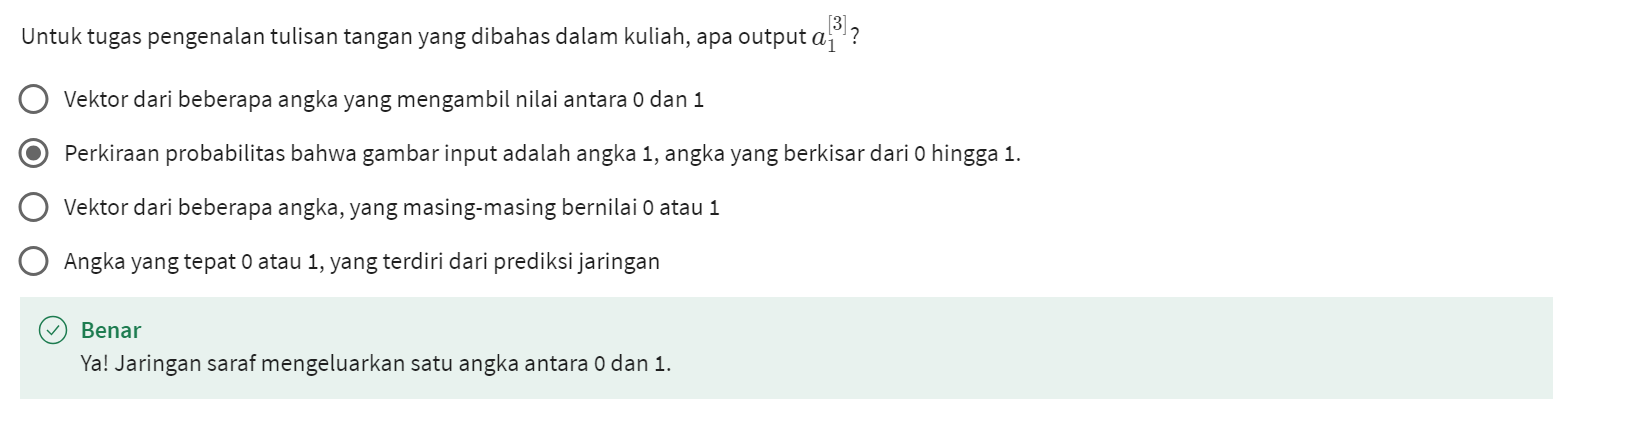 Untuk tugas pengenalan tulisan tangan yang dibahas dalam kuliah, apa output a₁^[3]?
Vektor dari beberapa angka yang mengambil nilai antara 0 dan 1
Perkiraan probabilitas bahwa gambar input adalah angka 1, angka yang berkisar dari 0 hingga 1.
Vektor dari beberapa angka, yang masing-masing bernilai 0 atau 1
Angka yang tepat 0 atau 1, yang terdiri dari prediksi jaringan
Benar
Ya! Jaringan saraf mengeluarkan satu angka antara 0 dan 1.